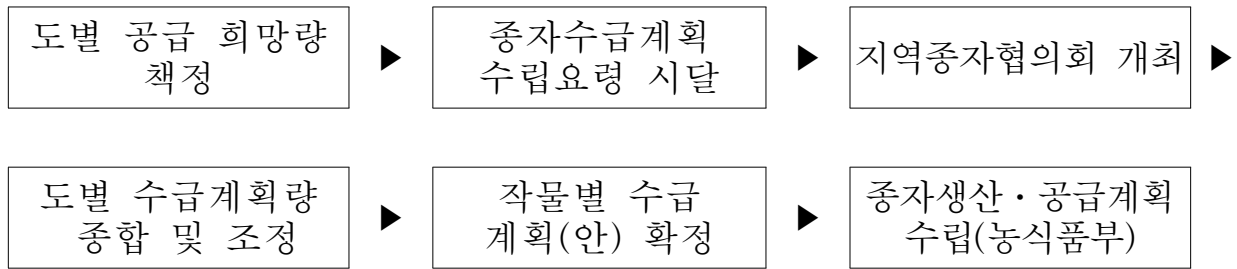 도별 공급 희망량
책정
▶
종자수급계획
수립요령 시달
▶
지역종자협의회 개최
▶
도별 수급계획량
종합 및 조정
▶
작물별 수급
계획(안) 확정
▶
종자생산・공급계획
수립(농식품부)